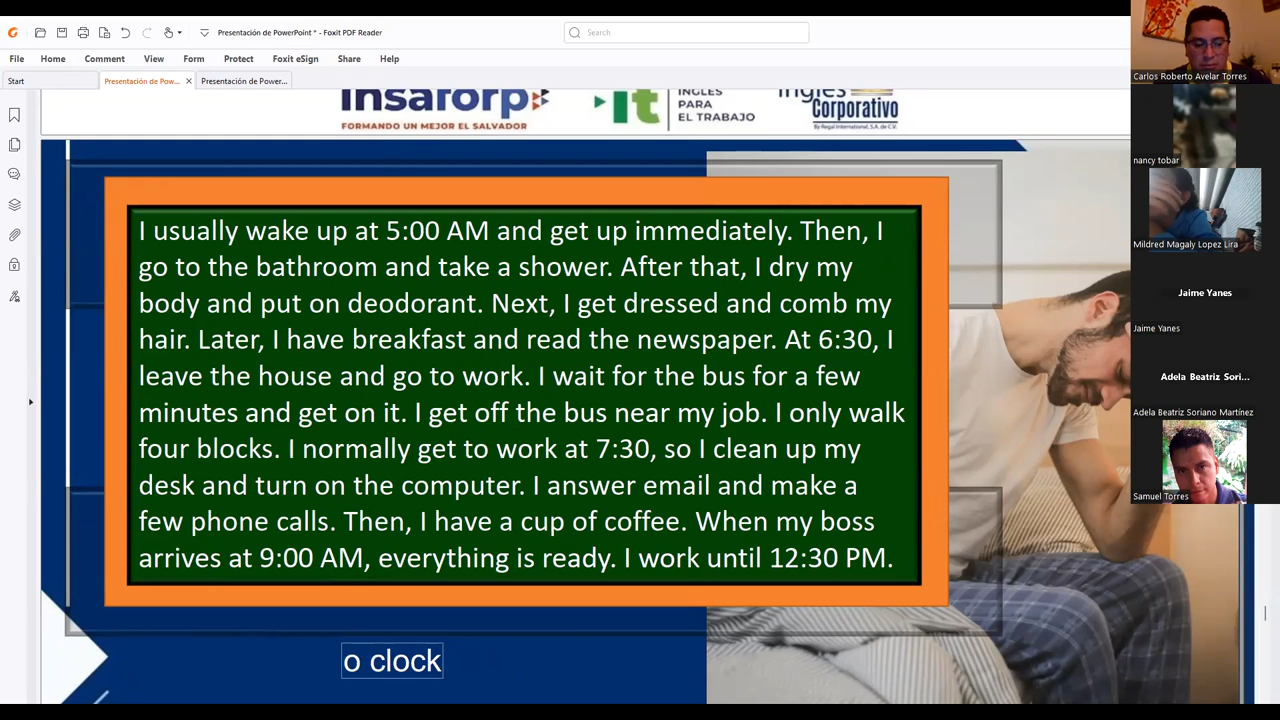 Presentación de PowerPoint * - Foxit PDF Reader
Search
File Home Comment View Form Protect Foxit eSign Share Help
Start
Presentación de Pow...
Presentación de Power...
insaforp
FORMANDO UN MEJOR EL SALVADOR
it
INGLÉS
PARA
EL TRABAJO
Inglés
Corporativo
By Regal International, S.A. de C.V.
I usually wake up at 5:00 AM and get up immediately. Then, I
go to the bathroom and take a shower. After that, I dry my
body and put on deodorant. Next, I get dressed and comb my
hair. Later, I have breakfast and read the newspaper. At 6:30, I
leave the house and go to work. I wait for the bus for a few
minutes and get on it. I get off the bus near my job. I only walk
four blocks. I normally get to work at 7:30, so I clean up my
desk and turn on the computer. I answer email and make a
few phone calls. Then, I have a cup of coffee. When my boss
arrives at 9:00 AM, everything is ready. I work until 12:30 PM.
o clock
Carlos Roberto Avelar Torres
nancy tobar
Mildred Magaly Lopez Lira
Jaime Yanes
Jaime Yanes
Adela Beatriz Sori...
Adela Beatriz Soriano Martínez
Samuel Torres